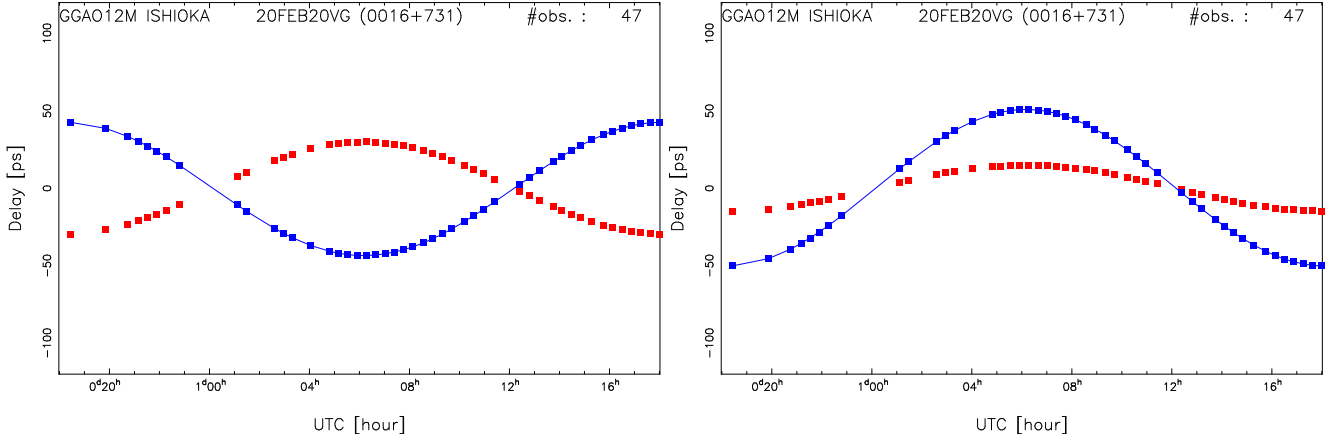 GGAO12M ISHIOKA 20FEB20VG (0016+731) #obs. : 47
100
50
0
−50
−100
Delay [ps]
0ᵈ20ʰ 1ᵈ00ʰ 04ʰ 08ʰ 12ʰ 16ʰ
UTC [hour]
GGAO12M ISHIOKA 20FEB20VG (0016+731) #obs. : 47
100
50
0
−50
−100
Delay [ps]
0ᵈ20ʰ 1ᵈ00ʰ 04ʰ 08ʰ 12ʰ 16ʰ
UTC [hour]